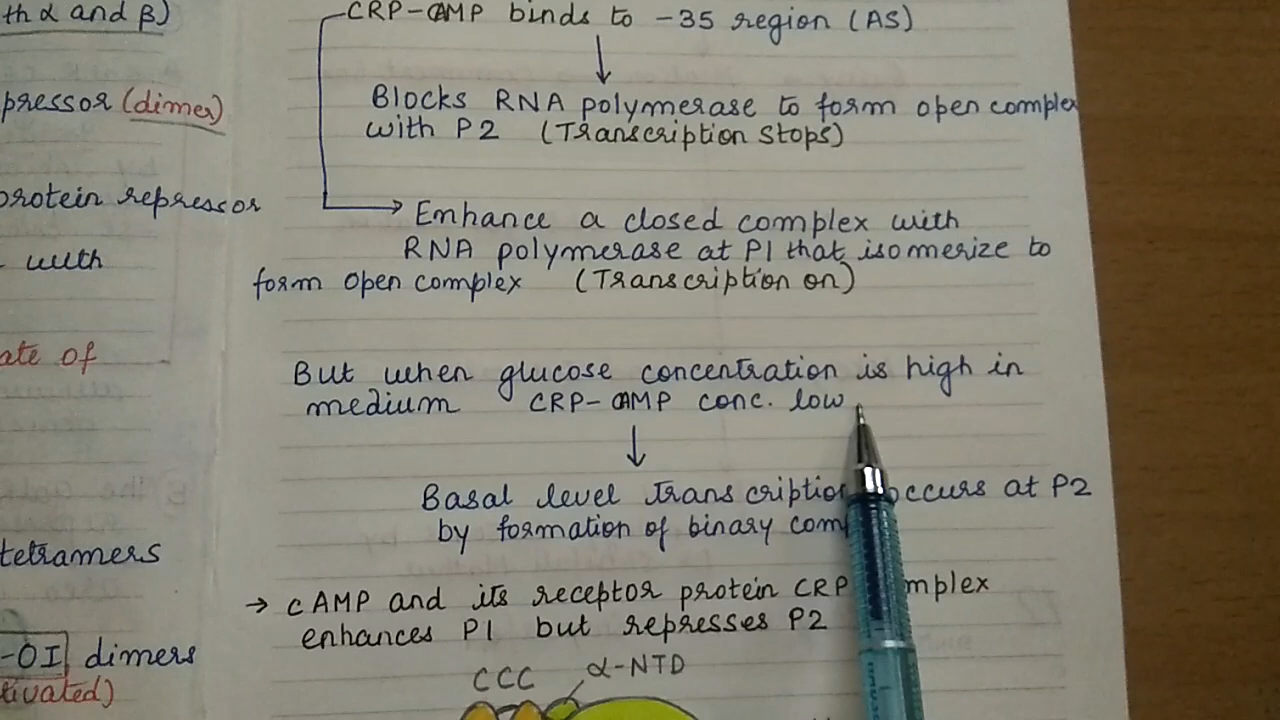 th α and β)
pressor (dimer)
protein repressor
with
ate of
tetramers
-OI dimers
tivated)
CRP-cAMP binds to -35 region (AS)
↓
Blocks RNA polymerase to form open complex
with P2 (Transcription stops)
→ Enhance a closed complex with
RNA polymerase at P1 that isomerize to
form open complex (Transcription on)
But when glucose concentration is high in
medium CRP-cAMP conc. low
↓
Basal level transcription occurs at P2
by formation of binary com
→ cAMP and its receptor protein CRP mplex
enhances P1 but represses P2
CCC α-NTD